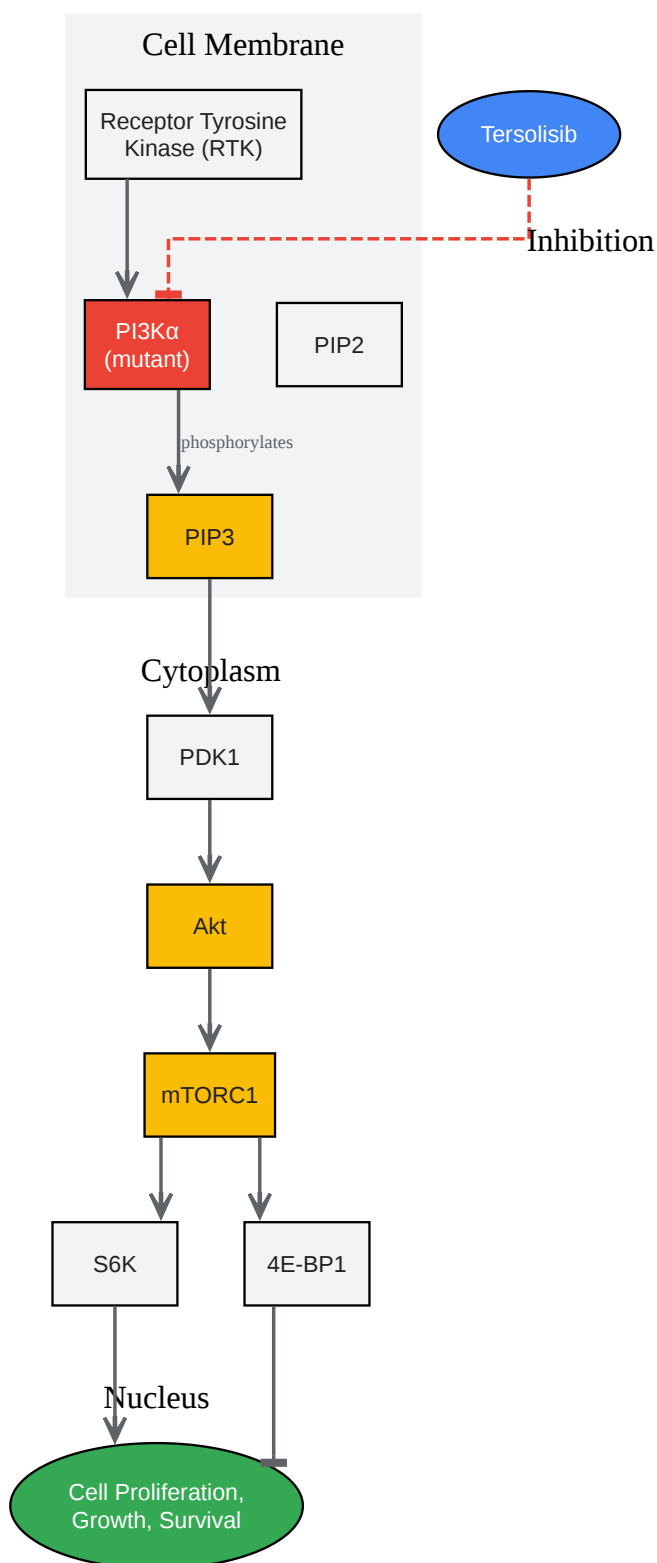 Cell Membrane
Receptor Tyrosine
Kinase (RTK)
Tersolisib
Inhibition
PI3Kα
(mutant)
PIP2
phosphorylates
PIP3
Cytoplasm
PDK1
Akt
mTORC1
S6K
4E-BP1
Nucleus
Cell Proliferation,
Growth, Survival